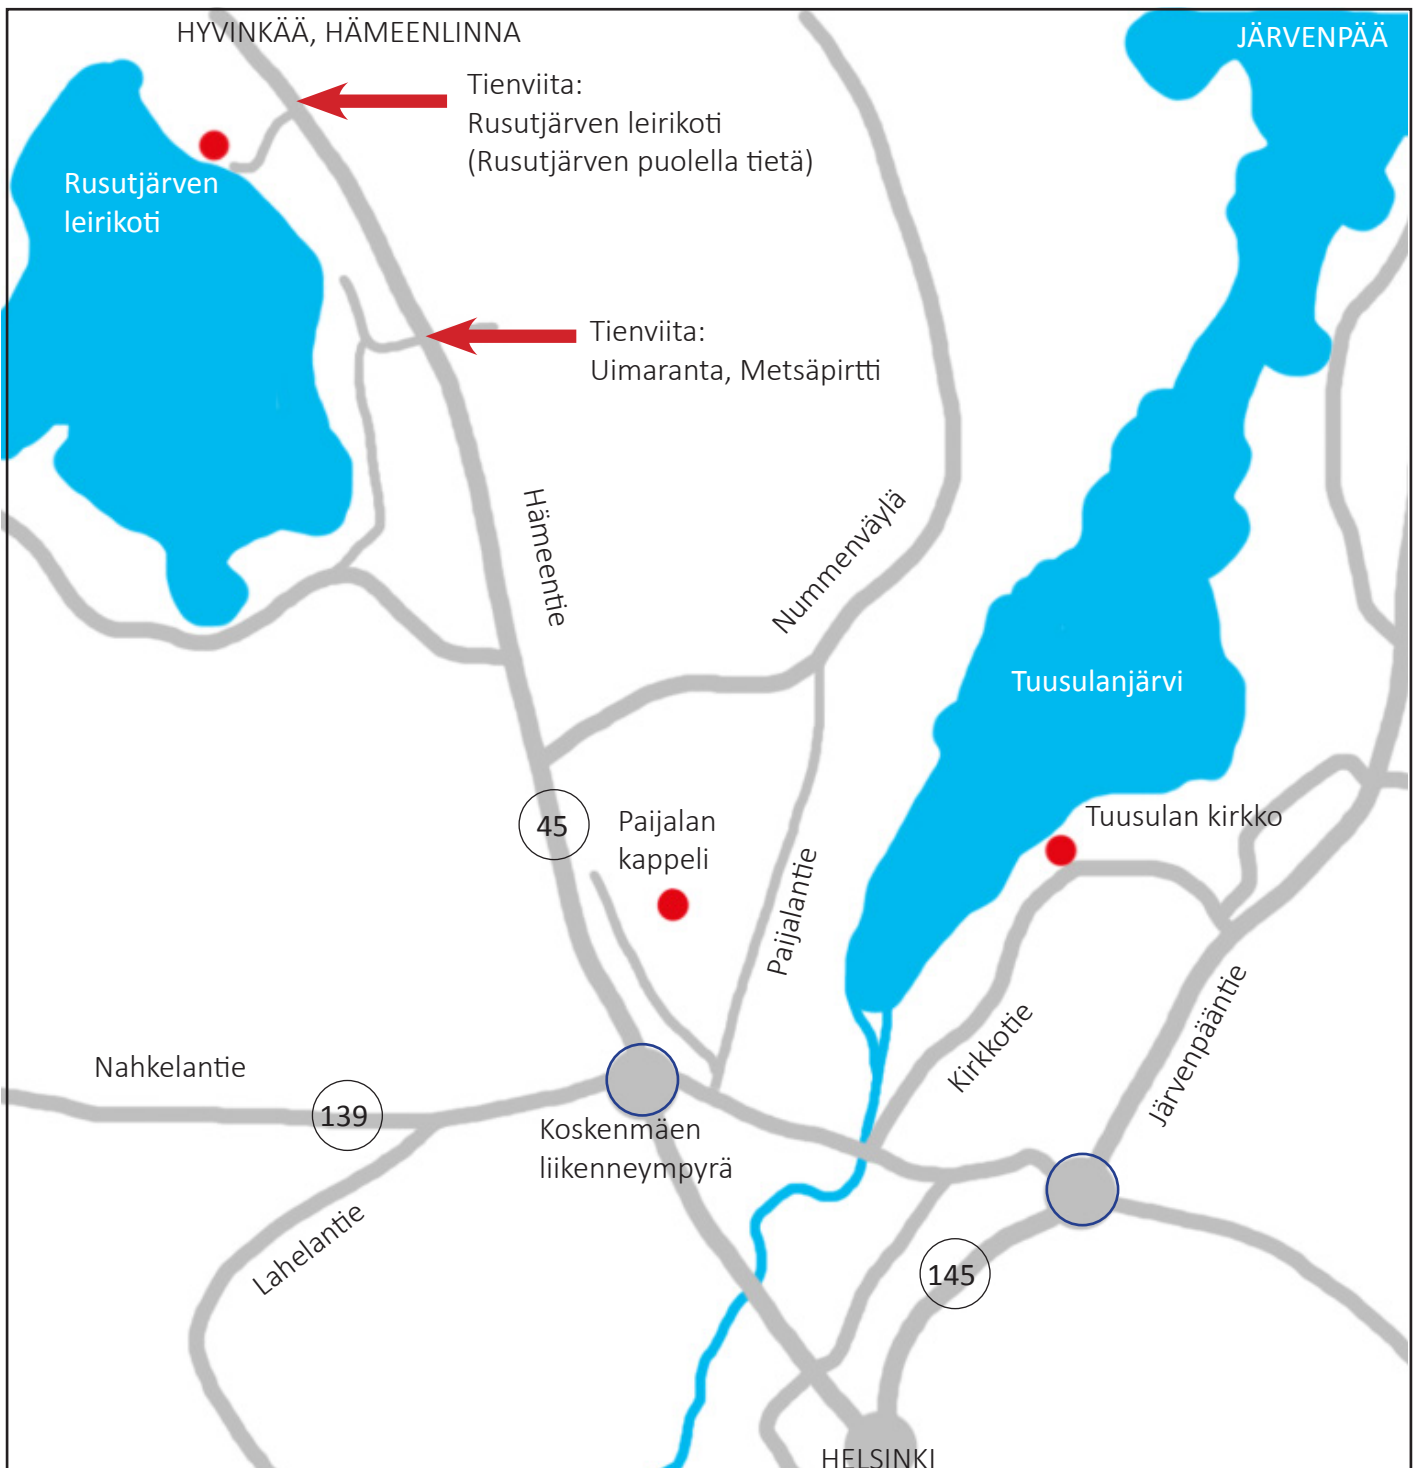 HYVINKÄÄ, HÄMEENLINNA
JÄRVENPÄÄ
Tienviita:
Rusutjärven leirikoti
(Rusutjärven puolella tietä)
Rusutjärven
leirikoti
Tienviita:
Uimaranta, Metsäpirtti
Hämeentie
Nummenväylä
Tuusulanjärvi
45
Paijalan
kappeli
Tuusulan kirkko
Paijalantie
Kirkkotie
Järvenpääntie
Nahkelantie
139
Koskenmäen
liikenneympyrä
Lahelantie
145
HELSINKI